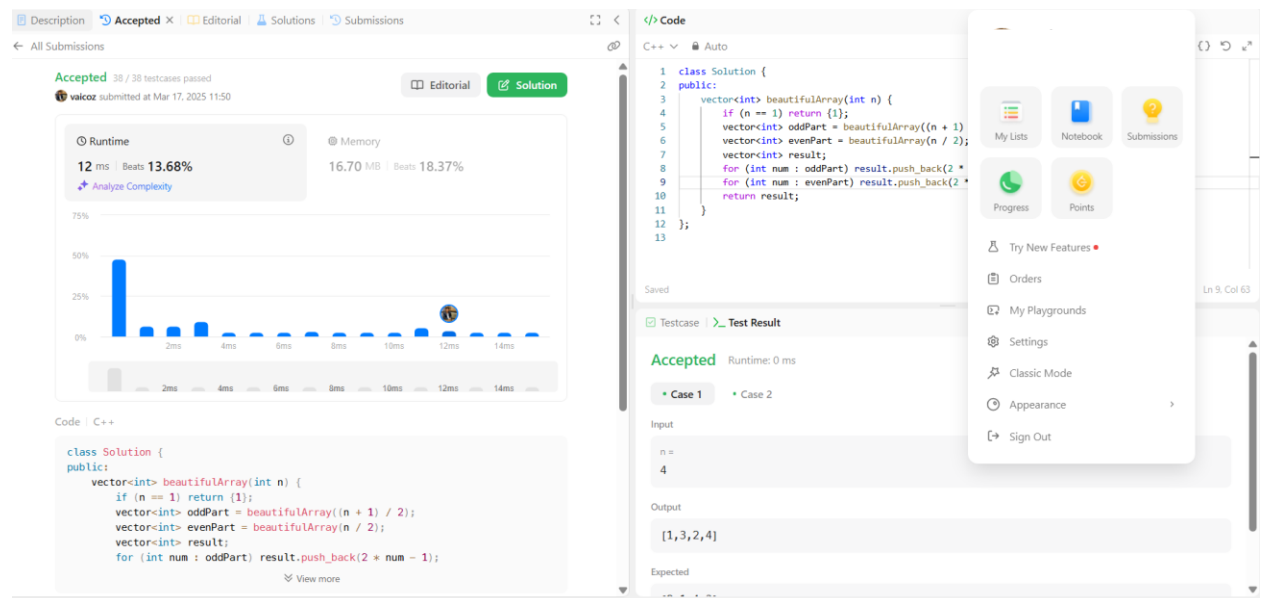 Description
Accepted
Editorial
Solutions
Submissions
All Submissions
Accepted 38 / 38 testcases passed
vaicoz submitted at Mar 17, 2025 11:50
Editorial
Solution
Runtime
12 ms Beats 13.68%
Analyze Complexity
Memory
16.70 MB Beats 18.37%
75%
50%
25%
0%
2ms 4ms 6ms 8ms 10ms 12ms 14ms
2ms 4ms 6ms 8ms 10ms 12ms 14ms
Code C++
class Solution {
public:
    vector<int> beautifulArray(int n) {
        if (n == 1) return {1};
        vector<int> oddPart = beautifulArray((n + 1) / 2);
        vector<int> evenPart = beautifulArray(n / 2);
        vector<int> result;
        for (int num : oddPart) result.push_back(2 * num - 1);
View more
</> Code
C++ Auto
1 class Solution {
2 public:
3     vector<int> beautifulArray(int n) {
4         if (n == 1) return {1};
5         vector<int> oddPart = beautifulArray((n + 1)
6         vector<int> evenPart = beautifulArray(n / 2);
7         vector<int> result;
8         for (int num : oddPart) result.push_back(2 *
9         for (int num : evenPart) result.push_back(2 *
10         return result;
11     }
12 };
13
Saved
Ln 9, Col 63
Testcase
Test Result
Accepted Runtime: 0 ms
Case 1
Case 2
Input
n =
4
Output
[1,3,2,4]
Expected
My Lists
Notebook
Submissions
Progress
Points
Try New Features
Orders
My Playgrounds
Settings
Classic Mode
Appearance
Sign Out